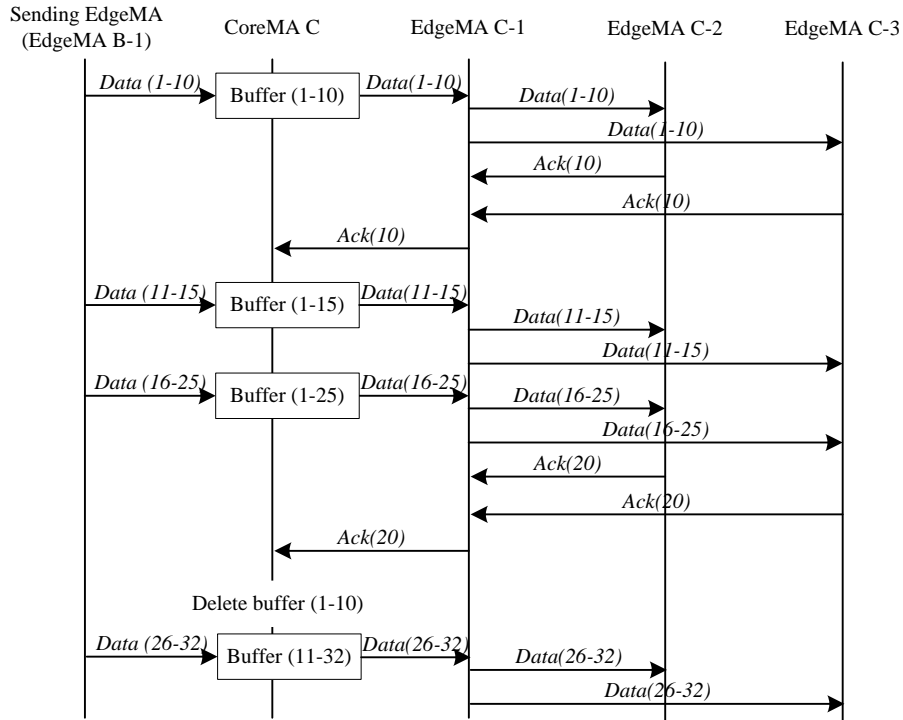 Sending EdgeMA
(EdgeMA B-1)
CoreMA C
EdgeMA C-1
EdgeMA C-2
EdgeMA C-3
Data (1-10)
Buffer (1-10)
Data(1-10)
Data(1-10)
Data(1-10)
Ack(10)
Ack(10)
Ack(10)
Data (11-15)
Buffer (1-15)
Data(11-15)
Data(11-15)
Data(11-15)
Data (16-25)
Buffer (1-25)
Data(16-25)
Data(16-25)
Data(16-25)
Ack(20)
Ack(20)
Ack(20)
Delete buffer (1-10)
Data (26-32)
Buffer (11-32)
Data(26-32)
Data(26-32)
Data(26-32)